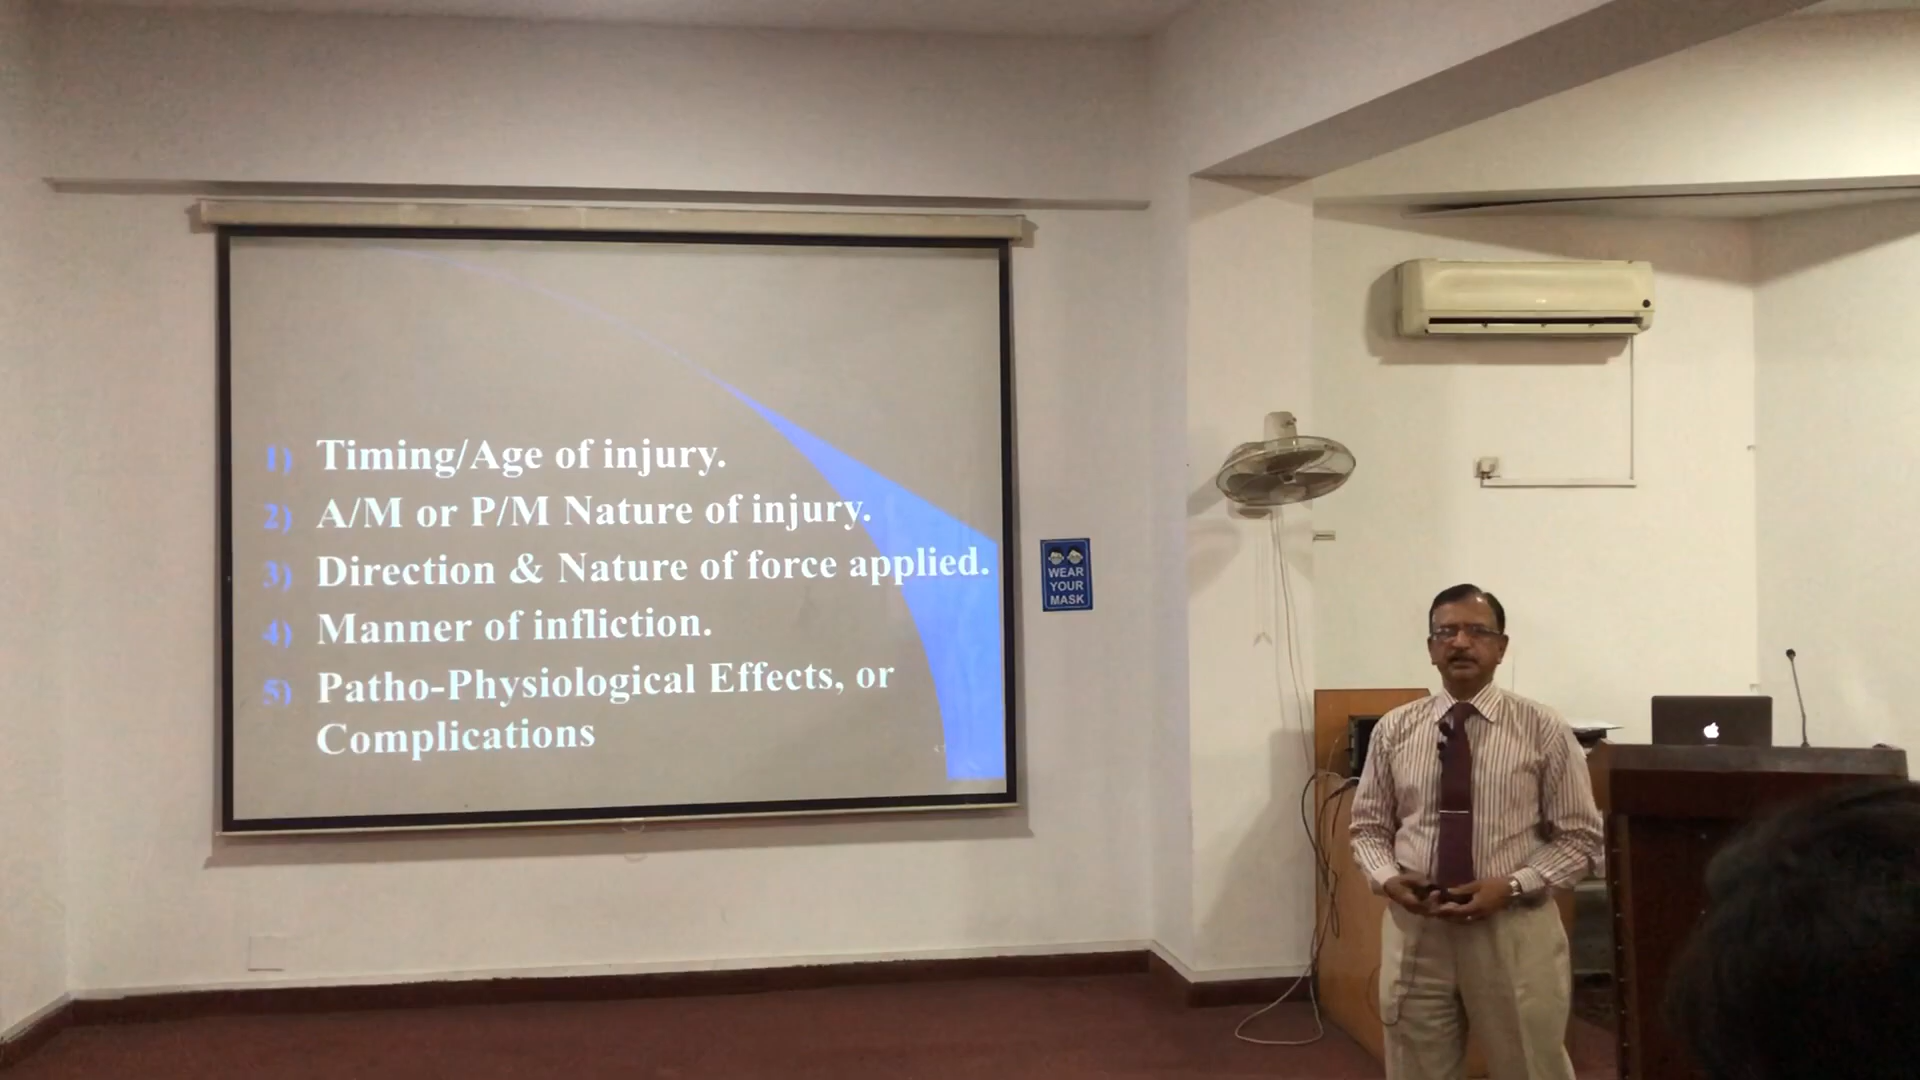 1) Timing/Age of injury.
2) A/M or P/M Nature of injury.
3) Direction & Nature of force applied.
4) Manner of infliction.
5) Patho-Physiological Effects, or
Complications
WEAR
YOUR
MASK